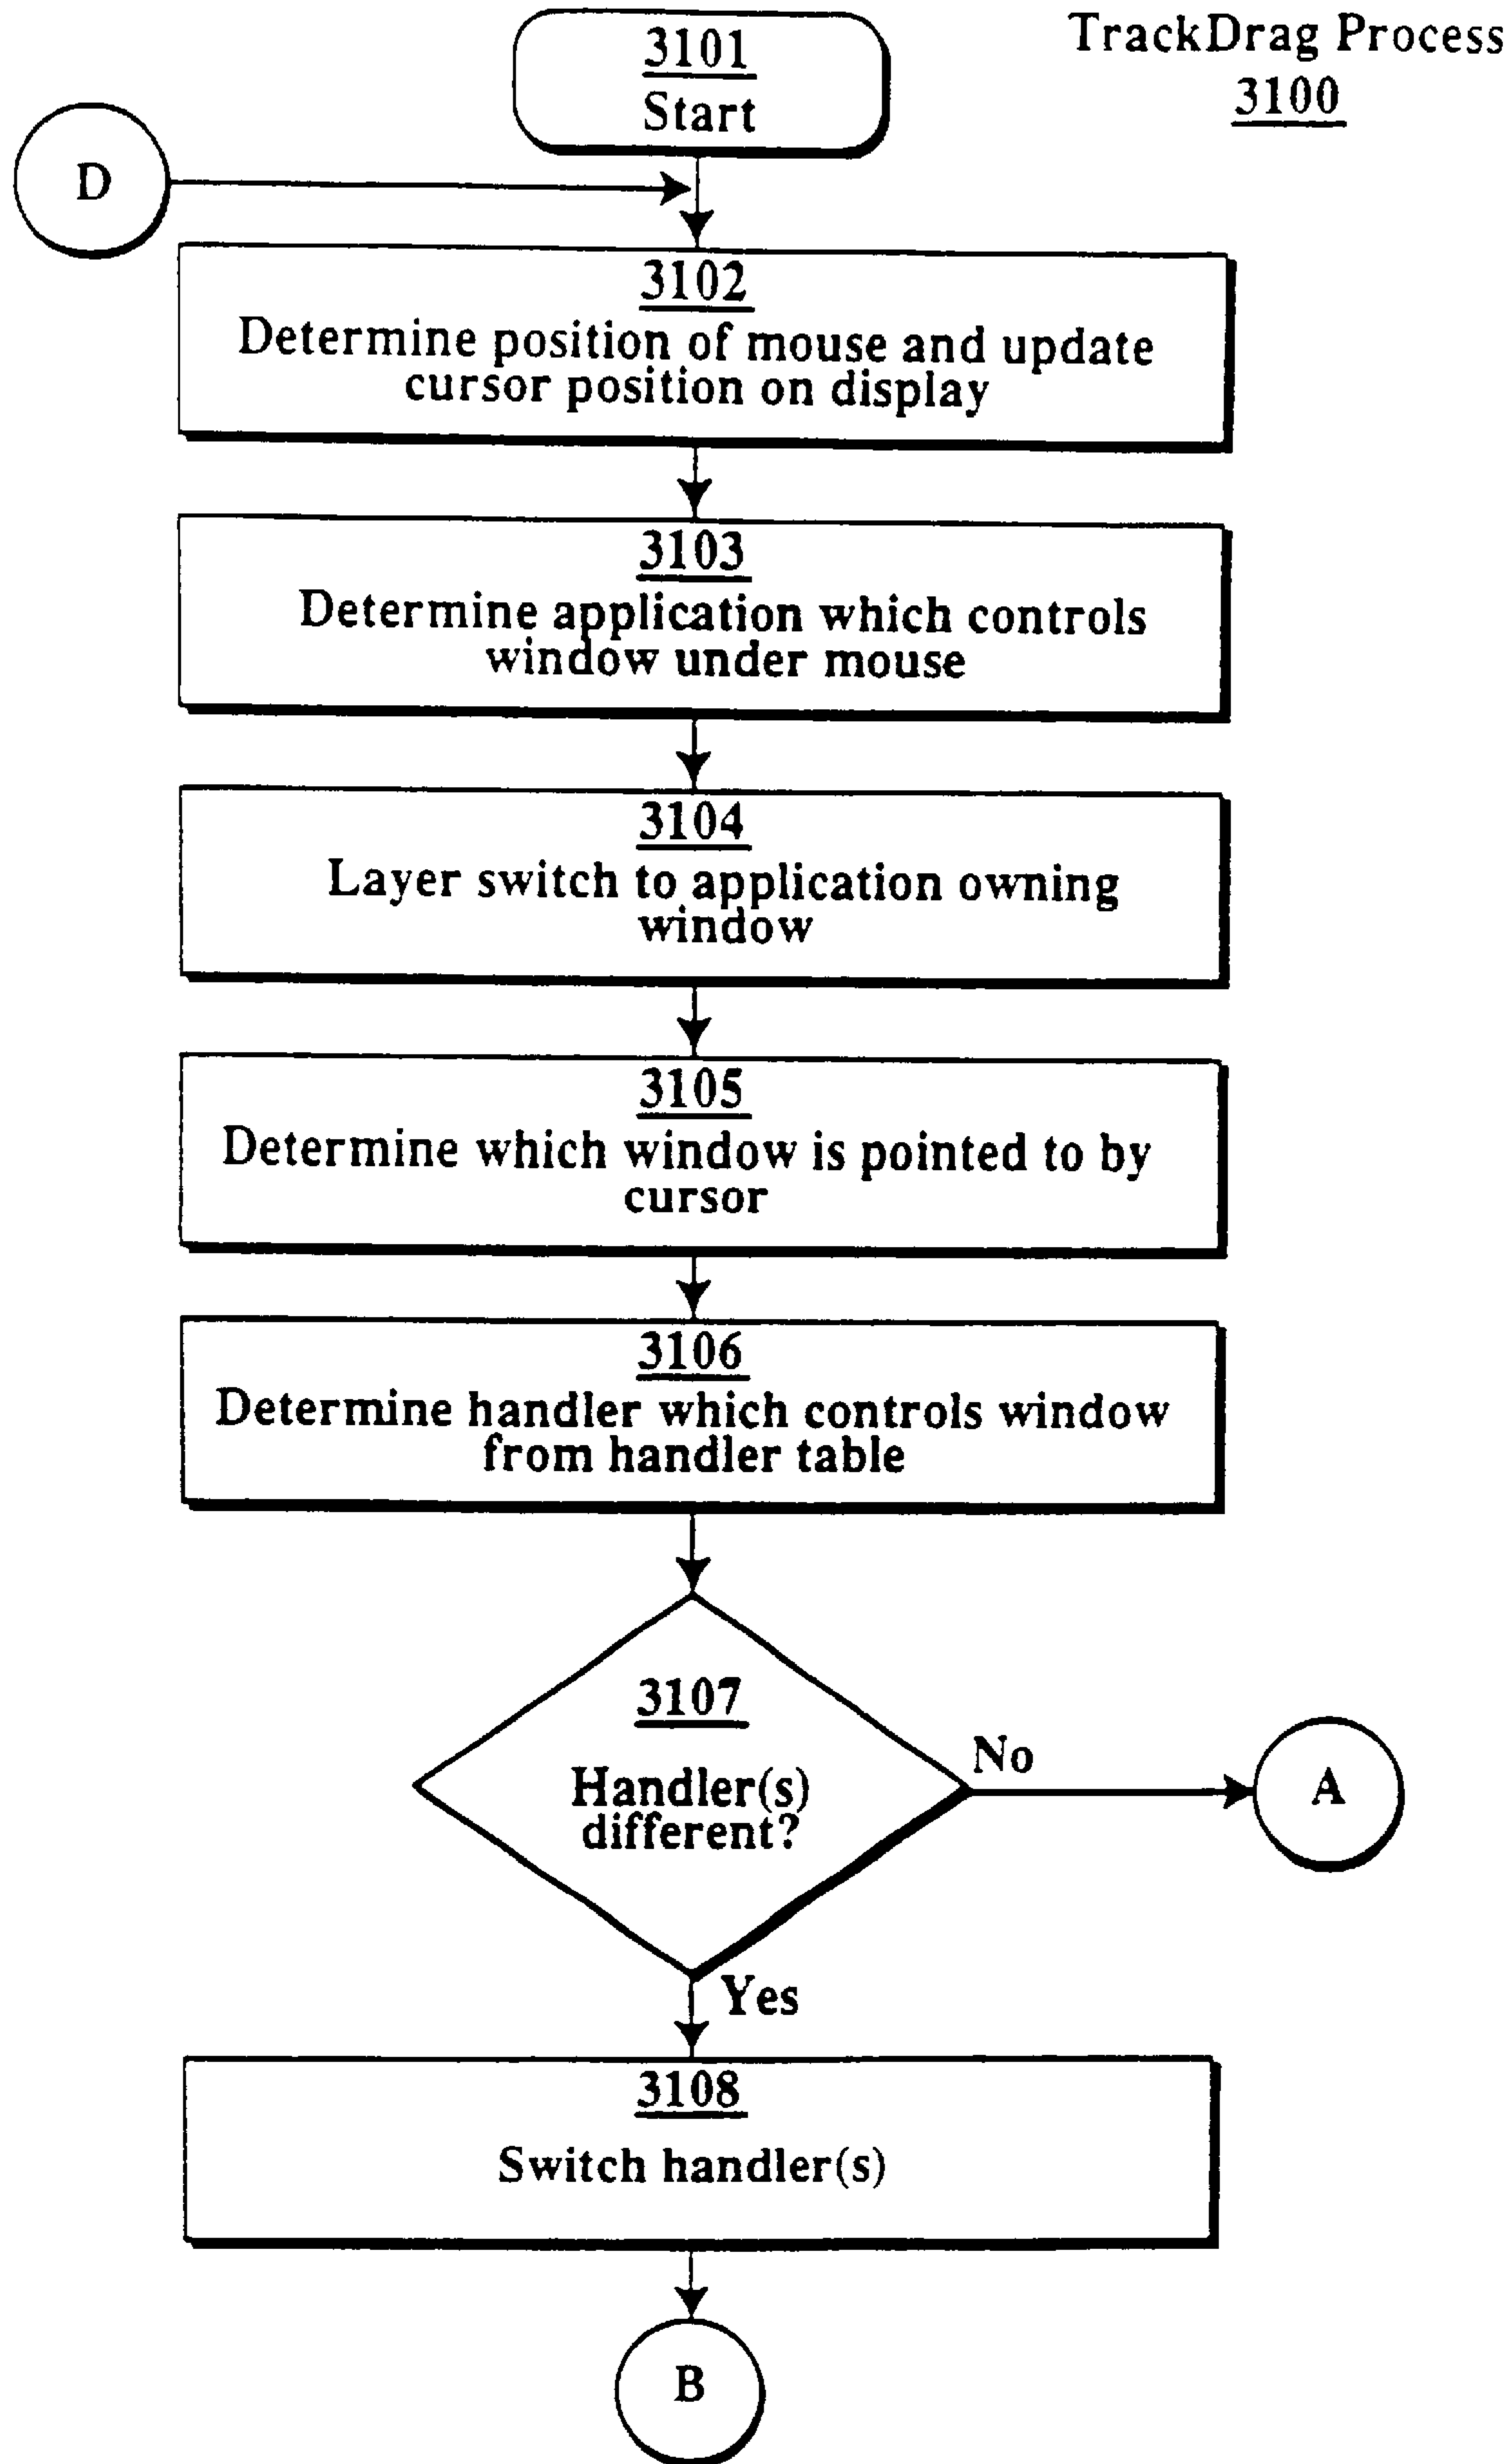 TrackDrag Process
3100
3101
Start
D
3102
Determine position of mouse and update
cursor position on display
3103
Determine application which controls
window under mouse
3104
Layer switch to application owning
window
3105
Determine which window is pointed to by
cursor
3106
Determine handler which controls window
from handler table
3107
Handler(s)
different?
No
A
Yes
3108
Switch handler(s)
B